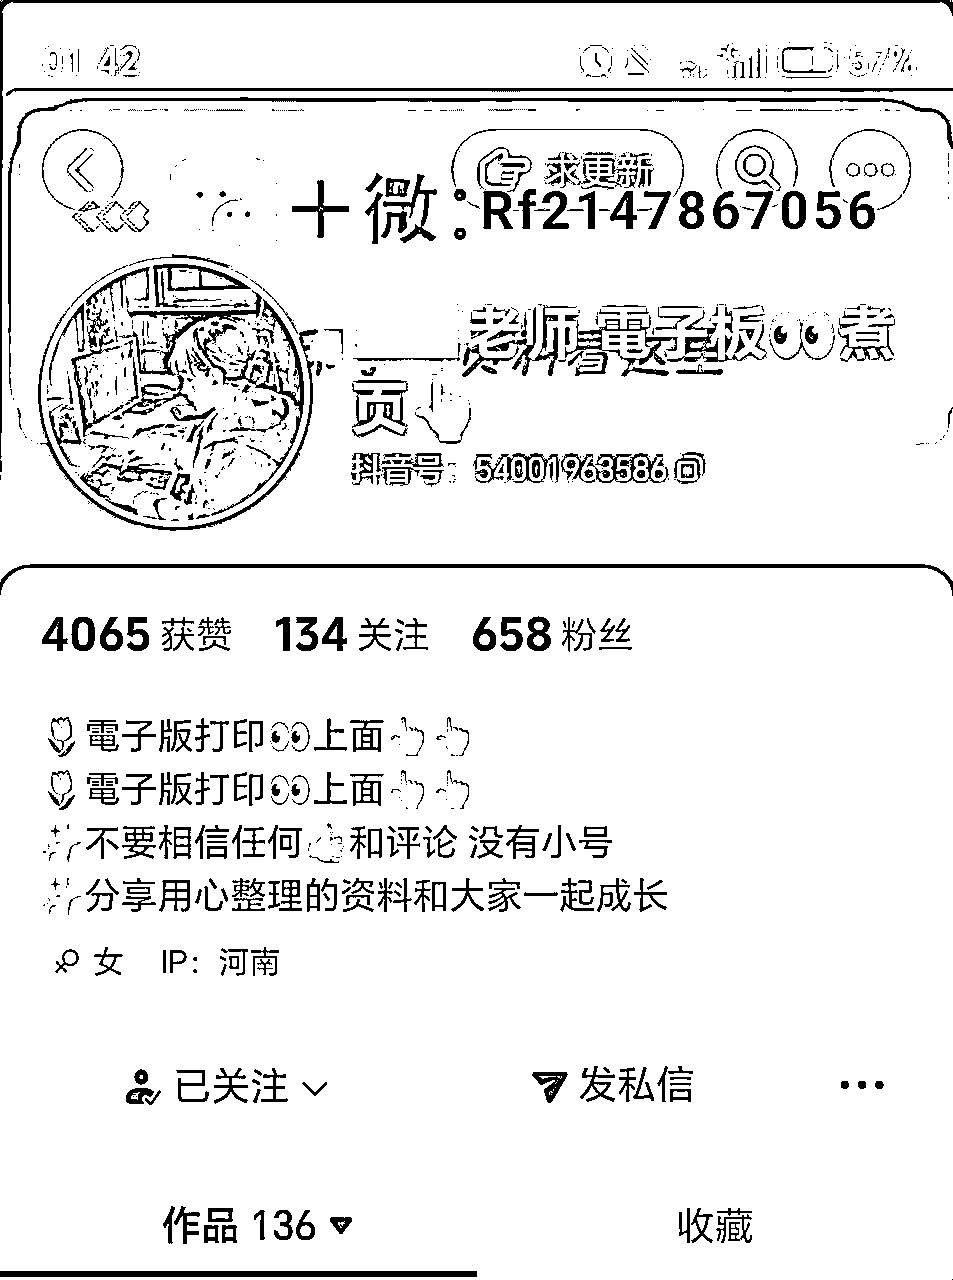 01 42
57%
求更新
十微:Rf2147867056
老师 電子板👀煮
页👆
抖音号：54001963586
4065 获赞 134 关注 658 粉丝
🌷電子版打印👀上面👆👆
🌷電子版打印👀上面👆👆
✨不要相信任何👍和评论 没有小号
✨分享用心整理的资料和大家一起成长
女 IP：河南
已关注
发私信
作品 136
收藏